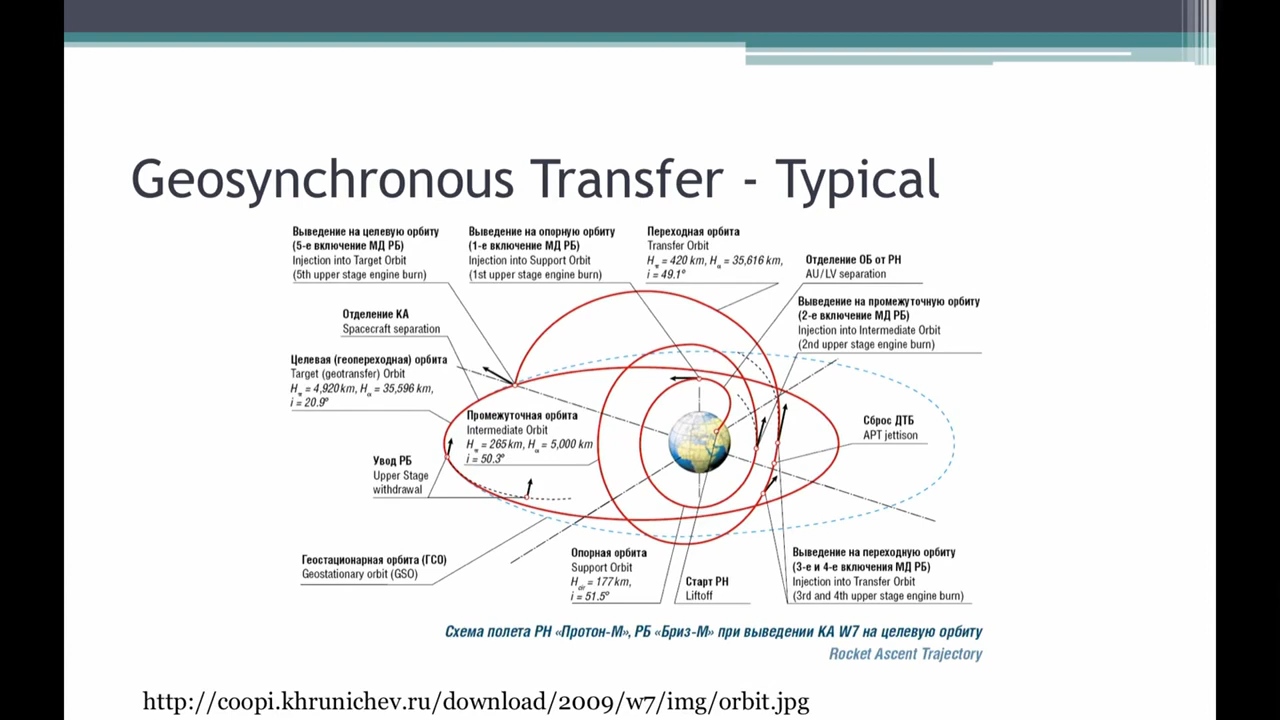 Geosynchronous Transfer - Typical
Выведение на целевую орбиту
(5-е включение МД РБ)
Injection into Target Orbit
(5th upper stage engine burn)
Выведение на опорную орбиту
(1-е включение МД РБ)
Injection into Support Orbit
(1st upper stage engine burn)
Переходная орбита
Transfer Orbit
Hπ = 420 km, Hα = 35,616 km,
i = 49.1°
Отделение ОБ от РН
AU/LV separation
Выведение на промежуточную орбиту
(2-е включение МД РБ)
Injection into Intermediate Orbit
(2nd upper stage engine burn)
Отделение КА
Spacecraft separation
Целевая (геопереходная) орбита
Target (geotransfer) Orbit
Hπ = 4,920 km, Hα = 35,596 km,
i = 20.9°
Промежуточная орбита
Intermediate Orbit
Hπ = 265 km, Hα = 5,000 km
i = 50.3°
Сброс ДТБ
APT jettison
Увод РБ
Upper Stage
withdrawal
Геостационарная орбита (ГСО)
Geostationary orbit (GSO)
Опорная орбита
Support Orbit
Hcir = 177 km,
i = 51.5°
Старт РН
Liftoff
Выведение на переходную орбиту
(3-е и 4-е включения МД РБ)
Injection into Transfer Orbit
(3rd and 4th upper stage engine burn)
Схема полета РН «Протон-М», РБ «Бриз-М» при выведении КА W7 на целевую орбиту
Rocket Ascent Trajectory
http://coopi.khrunichev.ru/download/2009/w7/img/orbit.jpg